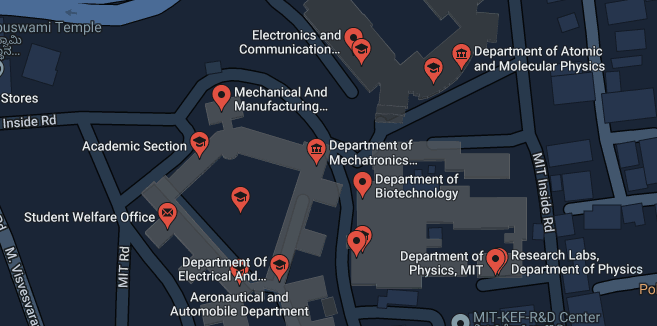 puswami Temple
Electronics and
Communication...
Department of Atomic
and Molecular Physics
Stores
Mechanical And
Manufacturing...
Inside Rd
Academic Section
Department of
Mechatronics...
Department of
Biotechnology
MIT Inside Rd
Student Welfare Office
MIT Rd
M. Visvesvara
Department Of
Electrical And...
Department of
Physics, MIT
Research Labs,
Department of Physics
Aeronautical and
Automobile Department
Po
MIT-KEF-R&D Center